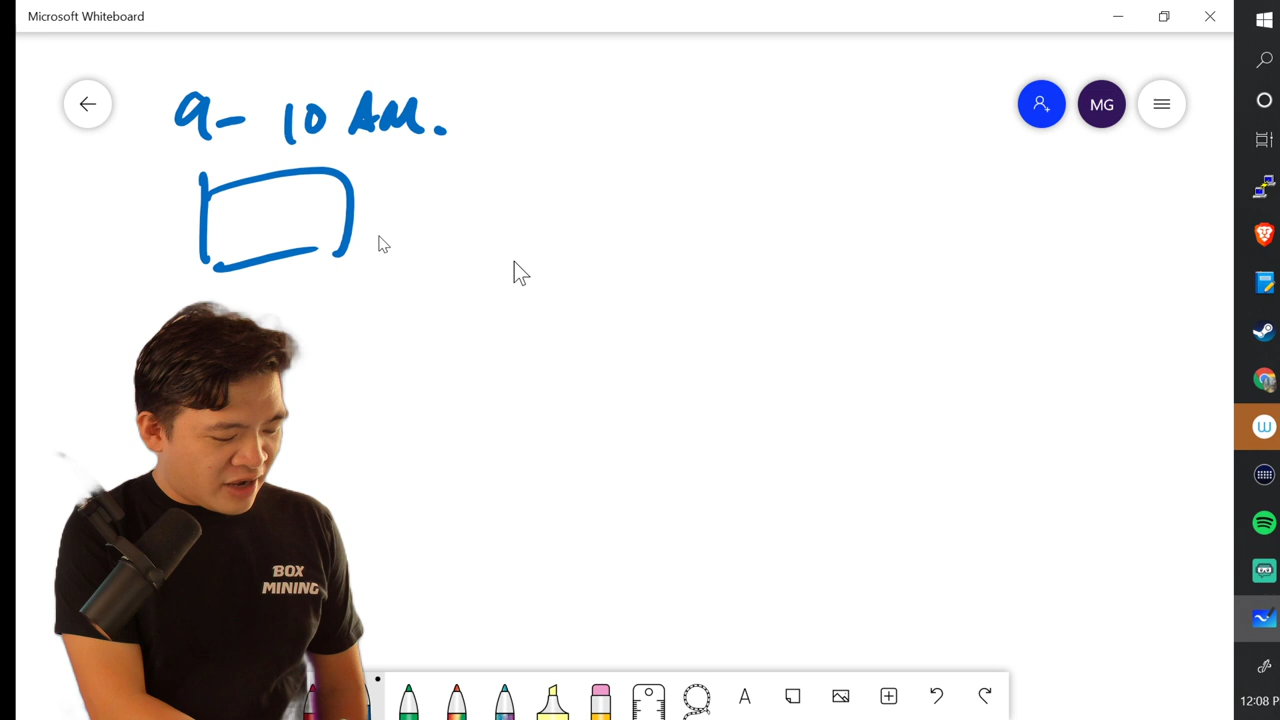 Microsoft Whiteboard
9- 10 AM.
MG
BOX
MINING
A
W
12:08 P